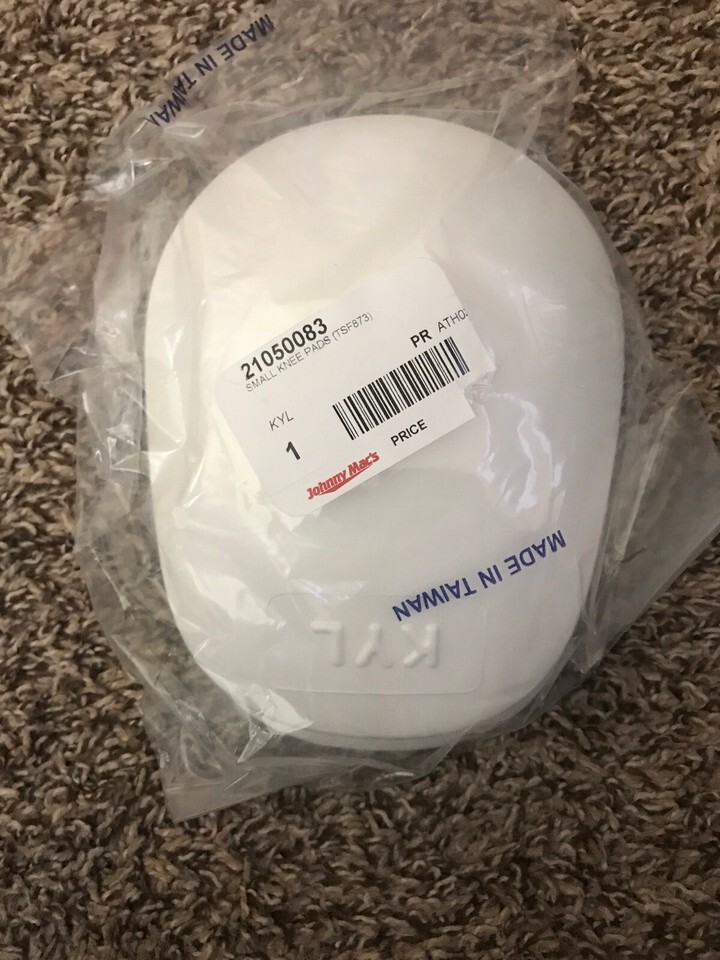 MADE IN TAIWAN
21050083
SMALL KNEE PADS (TSF873)
PR
KYL
1
PRICE
Johnny Mac's
MADE IN TAIWAN
KYL